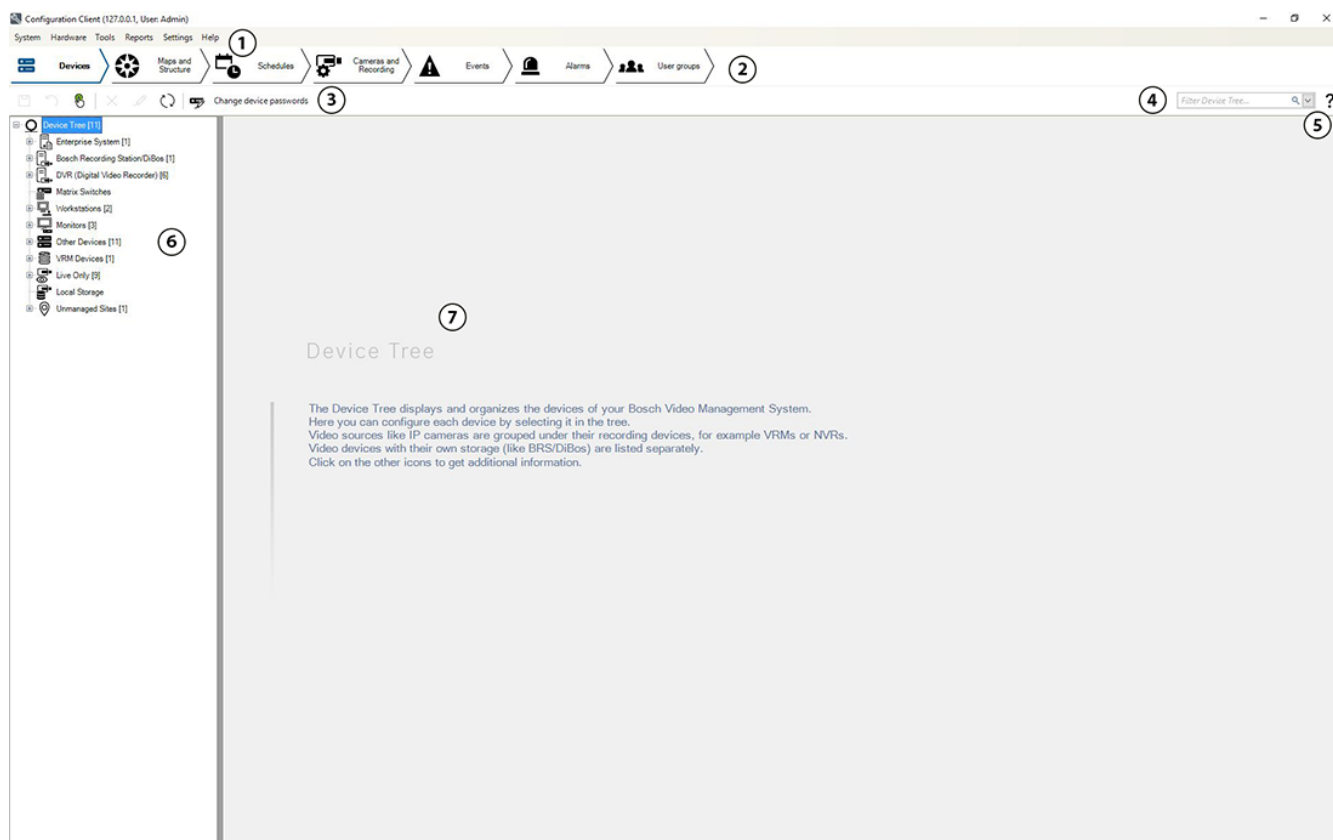 Configuration Client (127.0.0.1, User: Admin)
System Hardware Tools Reports Settings Help
1
Devices
Maps and
Structure
Schedules
Cameras and
Recording
Events
Alarms
User groups
2
Change device passwords
3
4
Filter Device Tree...
?
5
Device Tree [11]
Enterprise System [1]
Bosch Recording Station/DiBos [1]
DVR (Digital Video Recorder) [6]
Matrix Switches
Workstations [2]
Monitors [3]
Other Devices [11]
6
VRM Devices [1]
Live Only [9]
Local Storage
Unmanaged Sites [1]
7
Device Tree
The Device Tree displays and organizes the devices of your Bosch Video Management System.
Here you can configure each device by selecting it in the tree.
Video sources like IP cameras are grouped under their recording devices, for example VRMs or NVRs.
Video devices with their own storage (like BRS/DiBos) are listed separately.
Click on the other icons to get additional information.